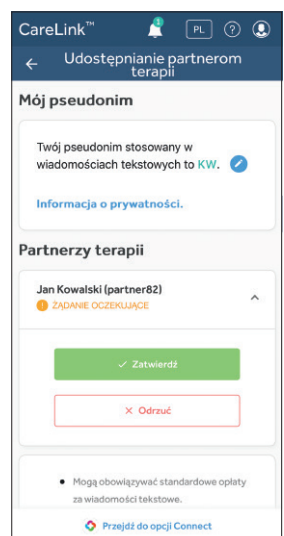 CareLink™ 1 PL ?
← Udostępnianie partnerom
terapii
Mój pseudonim
Twój pseudonim stosowany w
wiadomościach tekstowych to KW.
Informacja o prywatności.
Partnerzy terapii
Jan Kowalski (partner82)
! ŻĄDANIE OCZEKUJĄCE
✓ Zatwierdź
× Odrzuć
• Mogą obowiązywać standardowe opłaty
za wiadomości tekstowe.
Przejdź do opcji Connect